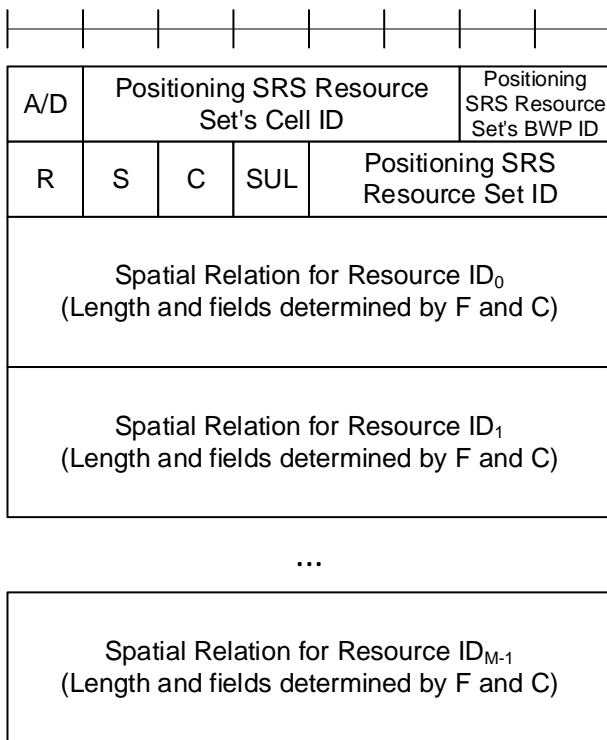 A/D
Positioning SRS Resource
Set's Cell ID
Positioning
SRS Resource
Set's BWP ID
R
S
C
SUL
Positioning SRS
Resource Set ID
Spatial Relation for Resource ID₀
(Length and fields determined by F and C)
Spatial Relation for Resource ID₁
(Length and fields determined by F and C)
...
Spatial Relation for Resource IDM-1
(Length and fields determined by F and C)